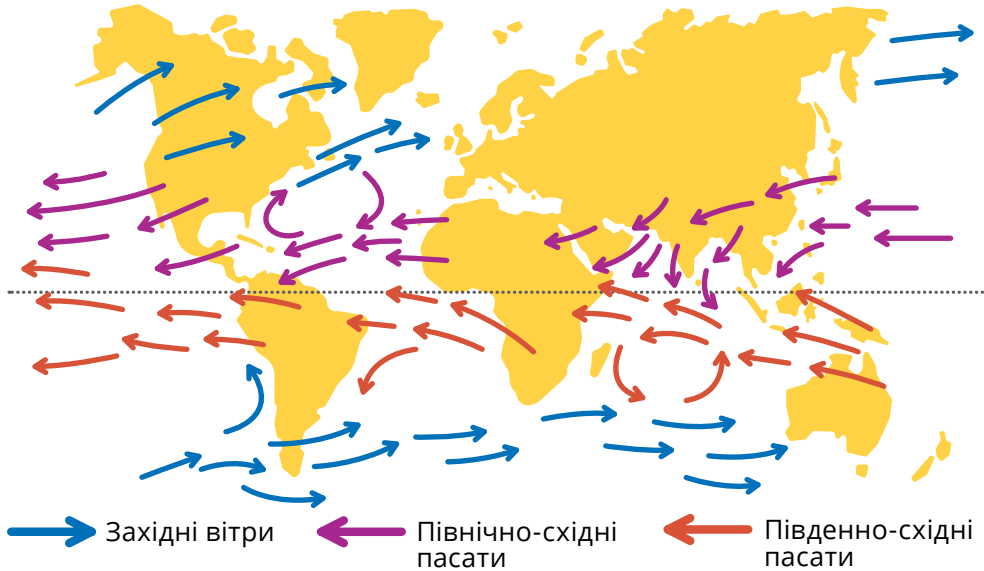 Західні вітри
Північно-східні
пасати
Південно-східні
пасати